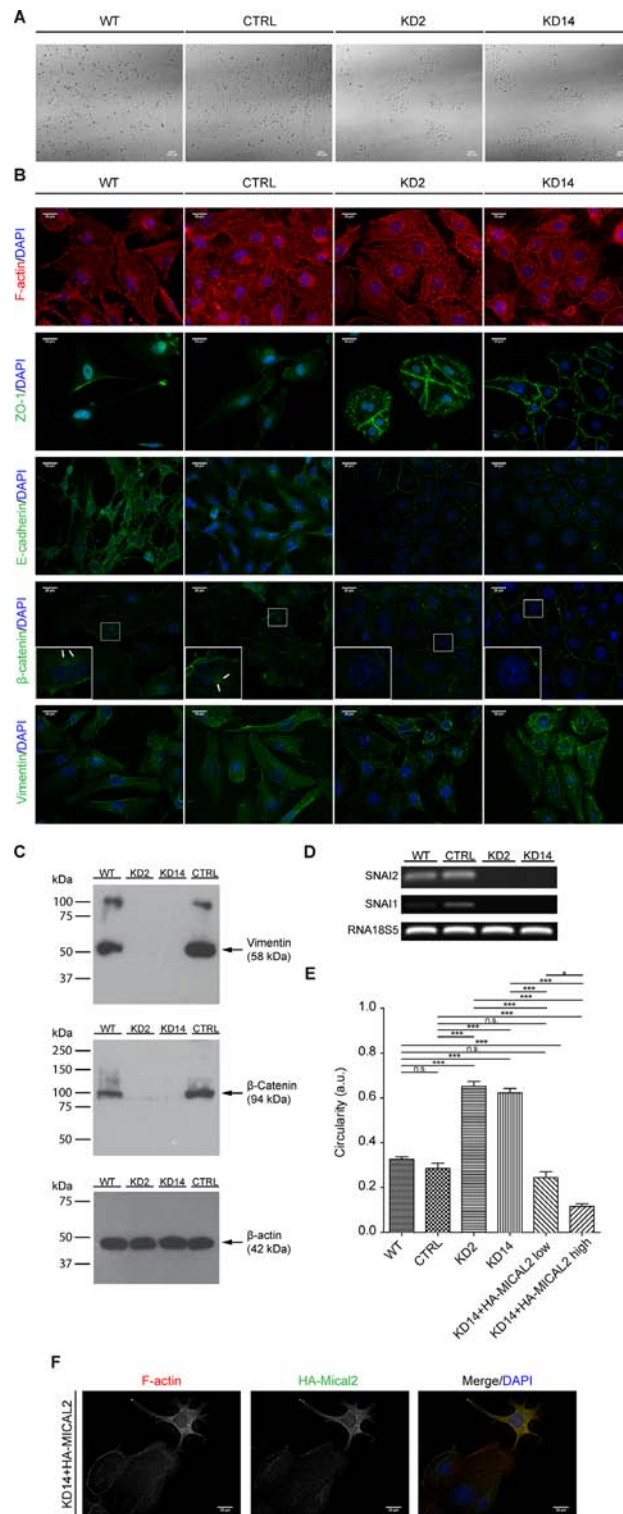 A
WT CTRL KD2 KD14
B
WT CTRL KD2 KD14
F-actin/DAPI
ZO-1/DAPI
E-cadherin/DAPI
β-catenin/DAPI
Vimentin/DAPI
C
WT KD2 KD14 CTRL
kDa
100
75
50
37
Vimentin
(58 kDa)
WT KD2 KD14 CTRL
kDa
250
150
100
75
50
β-Catenin
(94 kDa)
WT KD2 KD14 CTRL
kDa
75
50
37
β-actin
(42 kDa)
D
WT CTRL KD2 KD14
SNAI2
SNAI1
RNA18S5
E
*
***
***
***
***
***
n.s.
***
***
***
n.s.
***
***
n.s.
Circularity (a.u.)
1.0
0.8
0.6
0.4
0.2
0.0
WT
CTRL
KD2
KD14
KD14+HA-MICAL2 low
KD14+HA-MICAL2 high
F
F-actin HA-Mical2 Merge/DAPI
KD14+HA-MICAL2